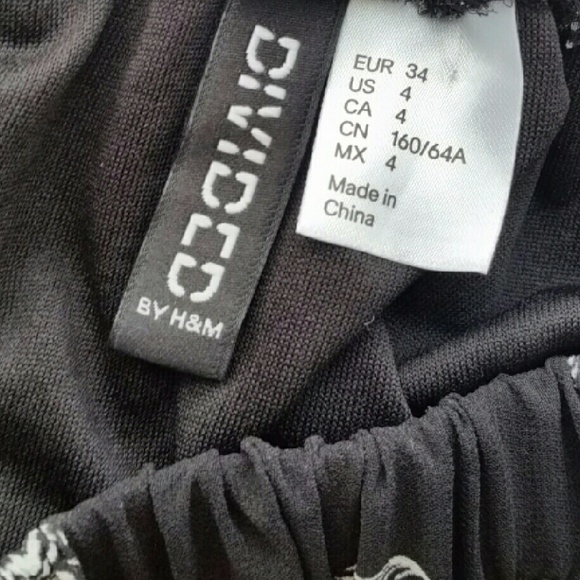 DIVIDED
BY H&M
EUR 34
US 4
CA 4
CN 160/64A
MX 4
Made in
China